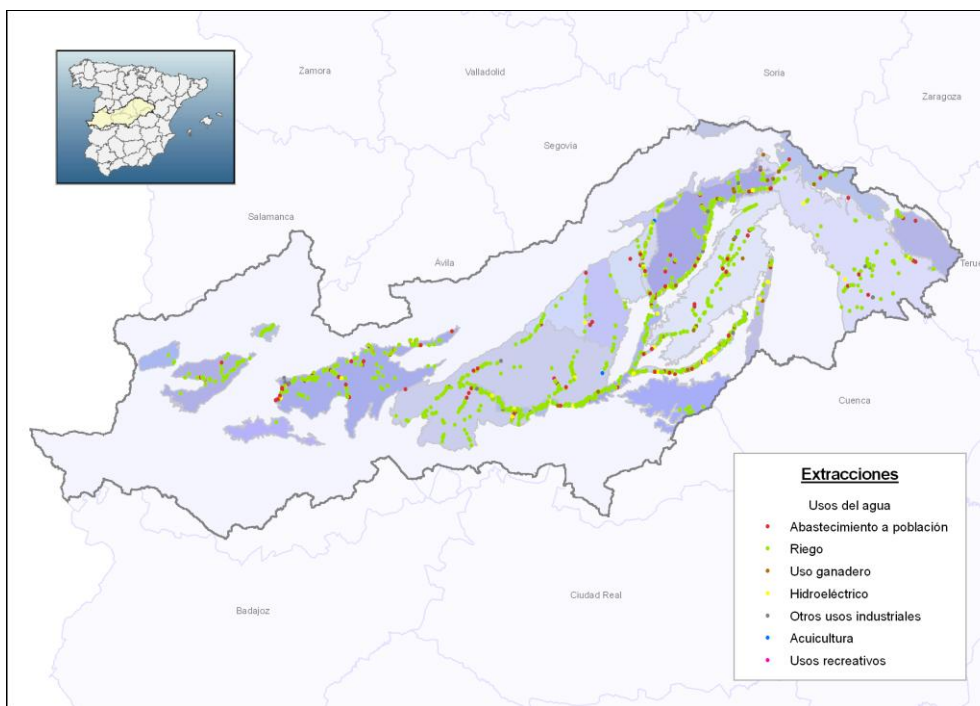 Zamora
Valladolid
Soria
Zaragoza
Segovia
Salamanca
Ávila
Teruel
Cuenca
Badajoz
Ciudad Real
Extracciones
Usos del agua
Abastecimiento a población
Riego
Uso ganadero
Hidroeléctrico
Otros usos industriales
Acuicultura
Usos recreativos